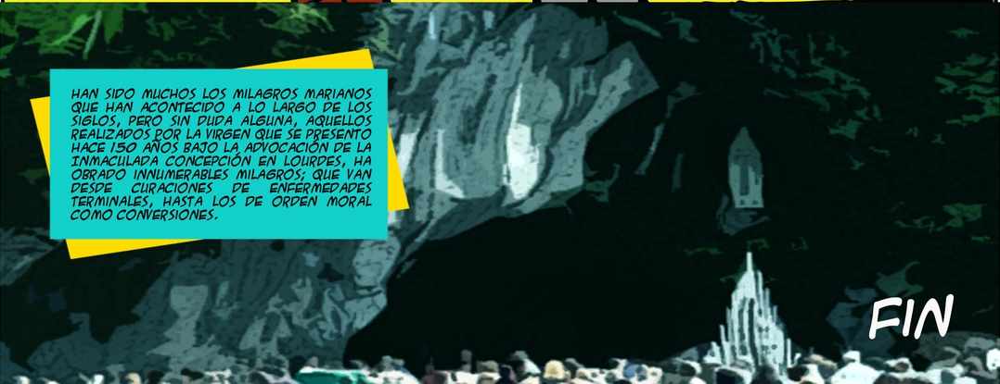 HAN SIDO MUCHOS LOS MILAGROS MARIANOS
QUE HAN ACONTECIDO A LO LARGO DE LOS
SIGLOS, PERO SIN DUDA ALGUNA, AQUELLOS
REALIZADOS POR LA VIRGEN QUE SE PRESENTO
HACE 150 AÑOS BAJO LA ADVOCACIÓN DE LA
INMACULADA CONCEPCIÓN EN LOURDES, HA
OBRADO INNUMERABLES MILAGROS; QUE VAN
DESDE CURACIONES DE ENFERMEDADES
TERMINALES, HASTA LOS DE ORDEN MORAL
COMO CONVERSIONES.
FIN